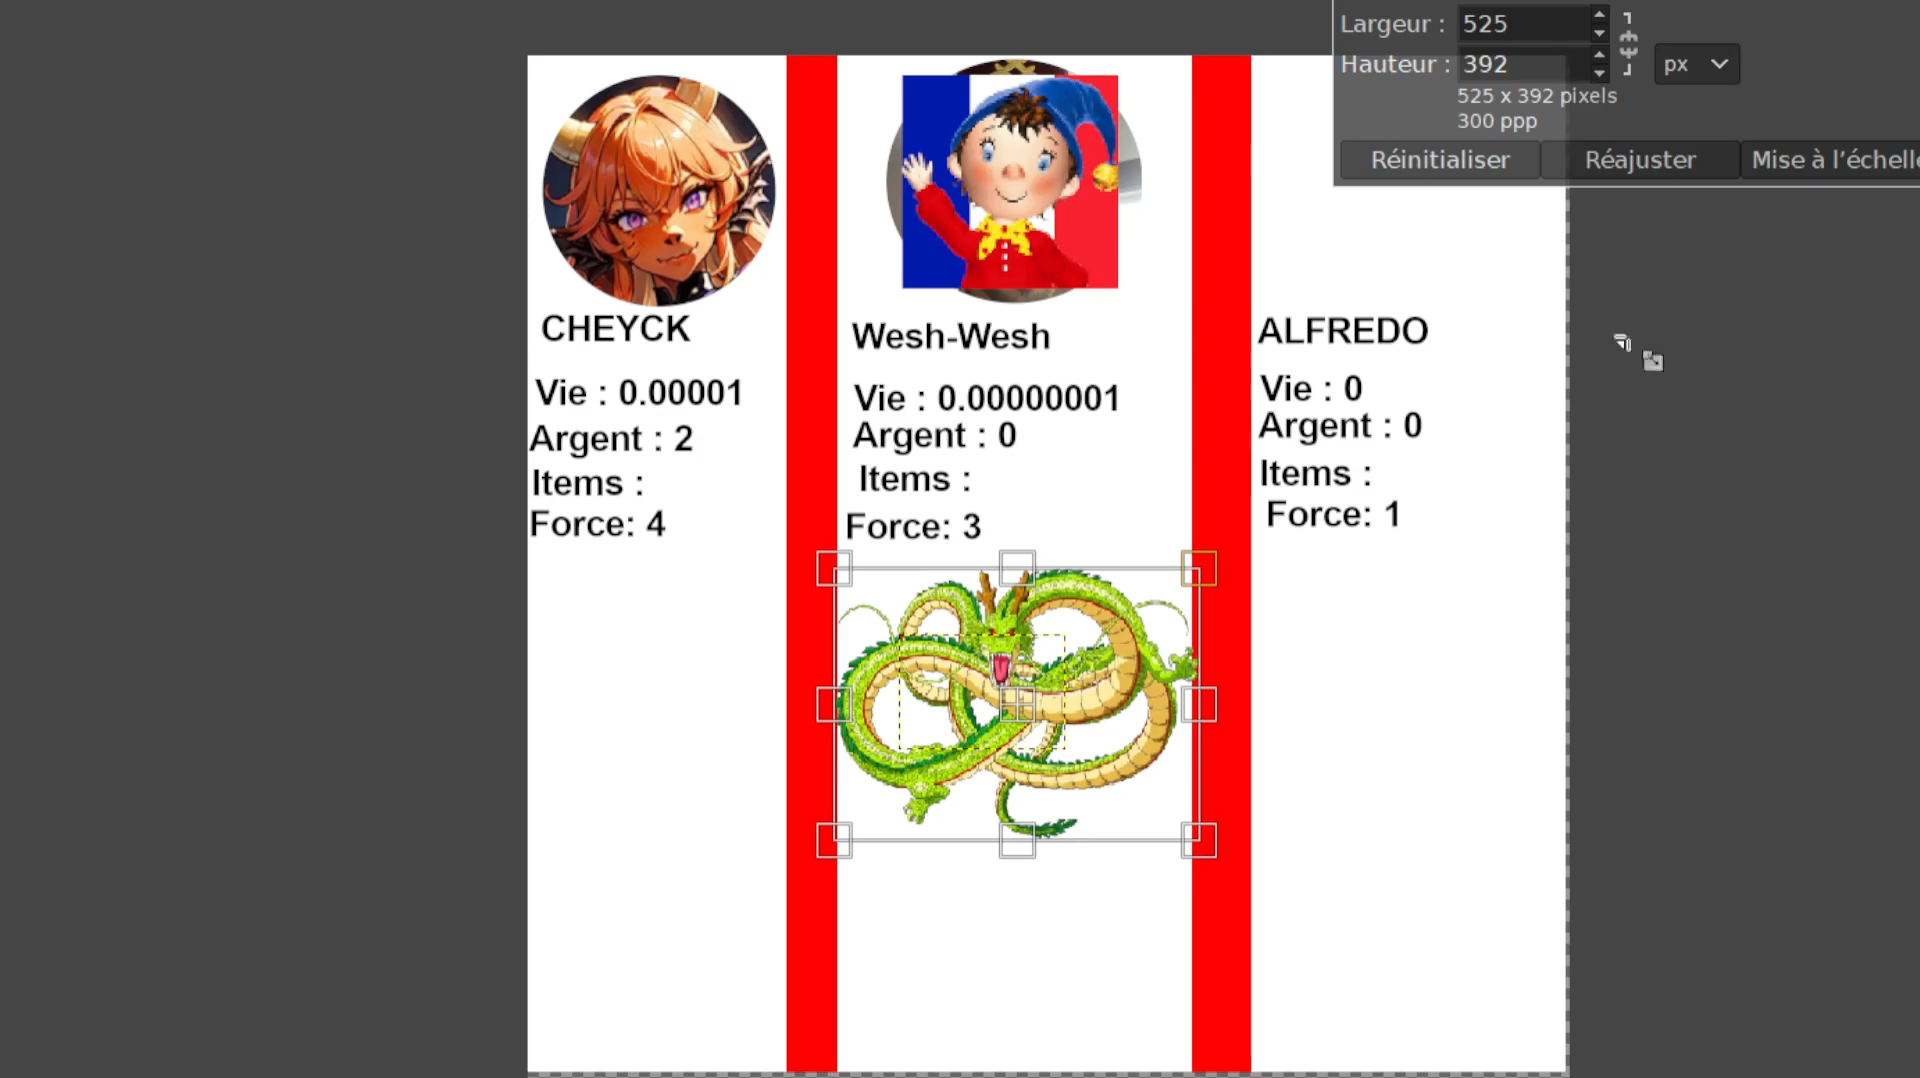 Largeur : 525
Hauteur : 392 px
525 x 392 pixels
300 ppp
Réinitialiser Réajuster Mise à l'échelle
CHEYCK
Vie : 0.00001
Argent : 2
Items :
Force: 4
Wesh-Wesh
Vie : 0.00000001
Argent : 0
Items :
Force: 3
ALFREDO
Vie : 0
Argent : 0
Items :
Force: 1